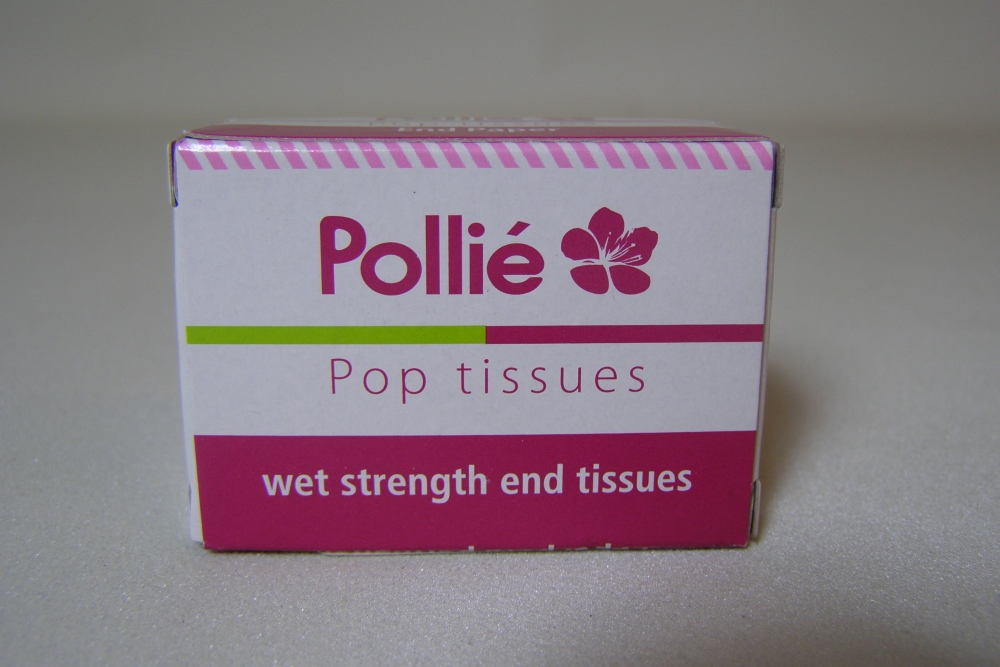 End Paper
Pollié
Pop tissues
wet strength end tissues